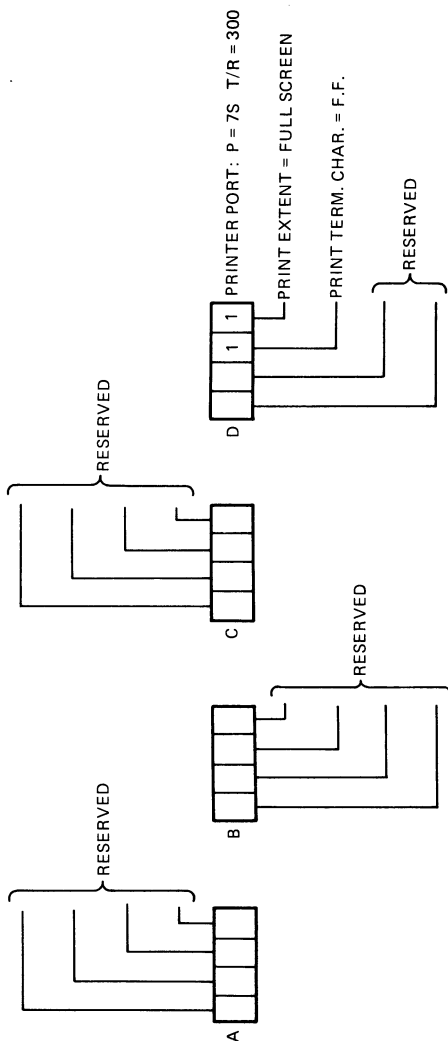 RESERVED
A
B
RESERVED
RESERVED
C
D
1 1
PRINTER PORT: P = 7S T/R = 300
PRINT EXTENT = FULL SCREEN
PRINT TERM. CHAR. = F.F.
RESERVED